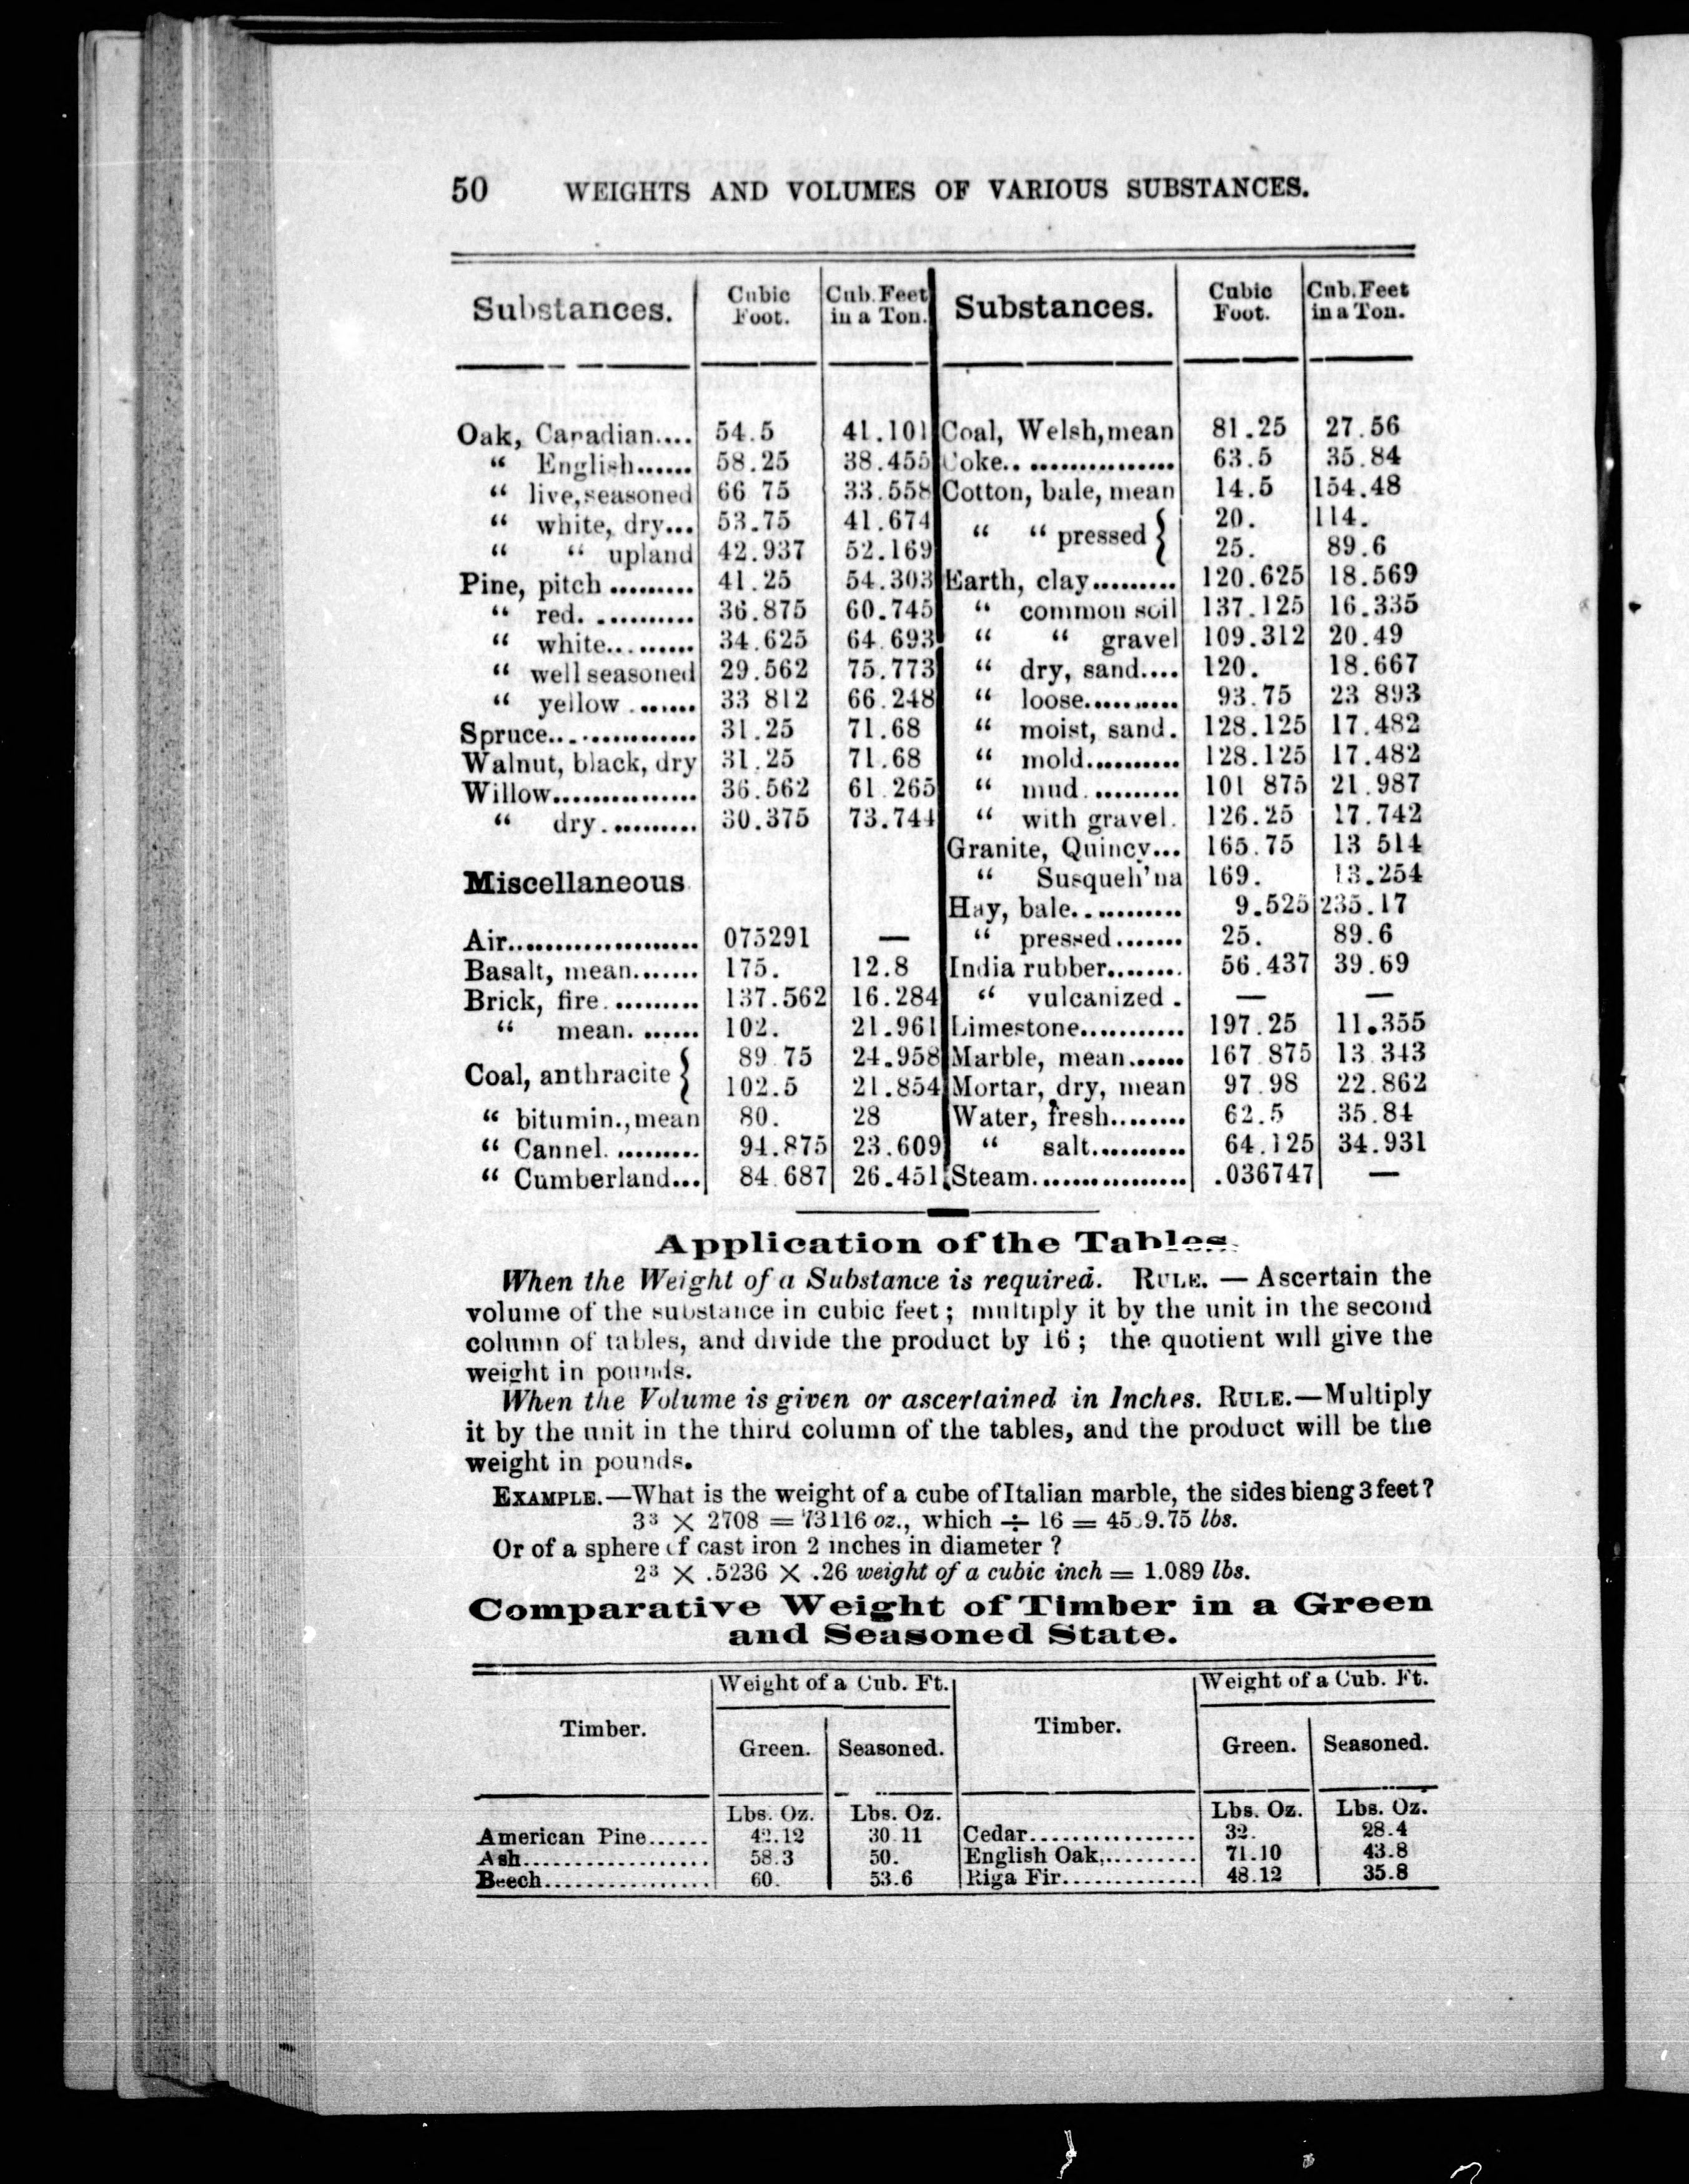 50 WEIGHTS AND VOLUMES OF VARIOUS SUBSTANCES.
Substances. Cubic Foot. Cub. Feet in a Ton. Substances. Cubic Foot. Cub. Feet in a Ton.
Oak, Canadian.... 54.5 41.101 Coal, Welsh, mean 81.25 27.56
“ English...... 58.25 38.455 Coke.. ................ 63.5 35.84
“ live, seasoned 66 75 33.558 Cotton, bale, mean 14.5 154.48
“ white, dry... 53.75 41.674 “ “ pressed { 20. 114.
“ “ upland 42.937 52.169 25. 89.6
Pine, pitch ......... 41.25 54.303 Earth, clay......... 120.625 18.569
“ red. ........... 36.875 60.745 “ common soil 137.125 16.335
“ white.......... 34.625 64.693 “ “ gravel 109.312 20.49
“ well seasoned 29.562 75.773 “ dry, sand.... 120. 18.667
“ yellow ....... 33 812 66.248 “ loose.......... 93.75 23 893
Spruce................ 31.25 71.68 “ moist, sand. 128.125 17.482
Walnut, black, dry 31.25 71.68 “ mold.......... 128.125 17.482
Willow............... 36.562 61 265 “ mud. ......... 101 875 21.987
“ dry.......... 30.375 73.744 “ with gravel. 126.25 17.742
Granite, Quincy... 165.75 13 514
Miscellaneous “ Susqueh’na 169. 13.254
Hay, bale............ 9.525 235.17
Air.................... 075291 — “ pressed....... 25. 89.6
Basalt, mean....... 175. 12.8 India rubber........ 56.437 39.69
Brick, fire.......... 137.562 16.284 “ vulcanized . — —
“ mean. ...... 102. 21.961 Limestone........... 197.25 11.355
Coal, anthracite { 89 75 24.958 Marble, mean...... 167 875 13.343
102.5 21.854 Mortar, dry, mean 97.98 22.862
“ bitumin., mean 80. 28 Water, fresh........ 62.5 35.84
“ Cannel. ......... 94.875 23.609 “ salt.......... 64.125 34.931
“ Cumberland... 84 687 26.451 Steam................. .036747 —
Application of the Tables.
When the Weight of a Substance is required. RULE. — Ascertain the
volume of the substance in cubic feet; multiply it by the unit in the second
column of tables, and divide the product by 16; the quotient will give the
weight in pounds.
When the Volume is given or ascertained in Inches. RULE.—Multiply
it by the unit in the third column of the tables, and the product will be the
weight in pounds.
EXAMPLE.—What is the weight of a cube of Italian marble, the sides bieng 3 feet?
3³ × 2708 = 73116 oz., which ÷ 16 = 9.75 lbs.
Or of a sphere of cast iron 2 inches in diameter?
2³ × .5236 × .26 weight of a cubic inch = 1.089 lbs.
Comparative Weight of Timber in a Green
and Seasoned State.
Timber. Weight of a Cub. Ft. Timber. Weight of a Cub. Ft.
Green. Seasoned. Green. Seasoned.
Lbs. Oz. Lbs. Oz. Lbs. Oz. Lbs. Oz.
American Pine...... 42.12 30 11 Cedar................. 32. 28.4
Ash.................. 58.3 50. English Oak,......... 71.10 43.8
Beech................ 60. 53.6 Riga Fir............. 48.12 35.8